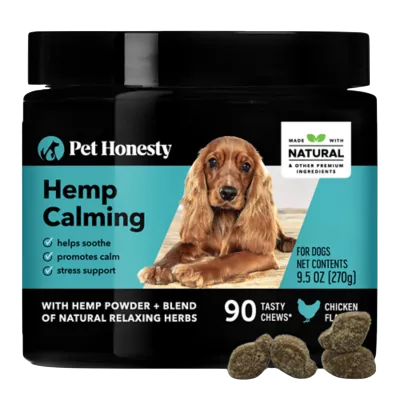 Pet Honesty
MADE WITH
NATURAL
& OTHER PREMIUM
INGREDIENTS
Hemp
Calming
helps soothe
promotes calm
stress support
FOR DOGS
NET CONTENTS
9.5 OZ (270g)
WITH HEMP POWDER + BLEND
OF NATURAL RELAXING HERBS
90 TASTY
CHEWS*
CHICKEN